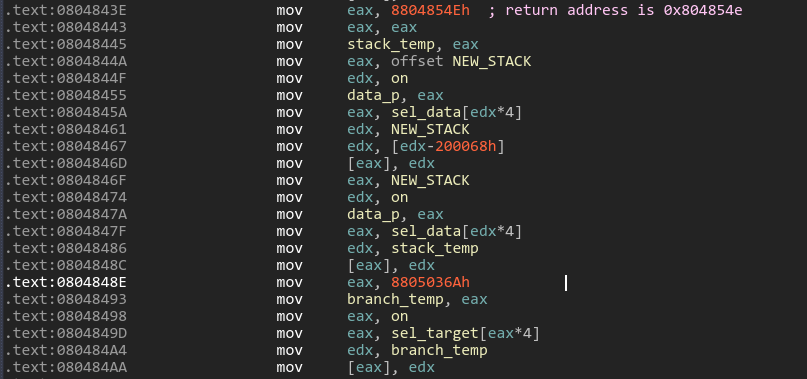 .text:0804843E mov eax, 8804854Eh ; return address is 0x804854e
.text:08048443 mov eax, eax
.text:08048445 mov stack_temp, eax
.text:0804844A mov eax, offset NEW_STACK
.text:0804844F mov edx, on
.text:08048455 mov data_p, eax
.text:0804845A mov eax, sel_data[edx*4]
.text:08048461 mov edx, NEW_STACK
.text:08048467 mov edx, [edx-200068h]
.text:0804846D mov [eax], edx
.text:0804846F mov eax, NEW_STACK
.text:08048474 mov edx, on
.text:0804847A mov data_p, eax
.text:0804847F mov eax, sel_data[edx*4]
.text:08048486 mov edx, stack_temp
.text:0804848C mov [eax], edx
.text:0804848E mov eax, 8805036Ah
.text:08048493 mov branch_temp, eax
.text:08048498 mov eax, on
.text:0804849D mov eax, sel_target[eax*4]
.text:080484A4 mov edx, branch_temp
.text:080484AA mov [eax], edx